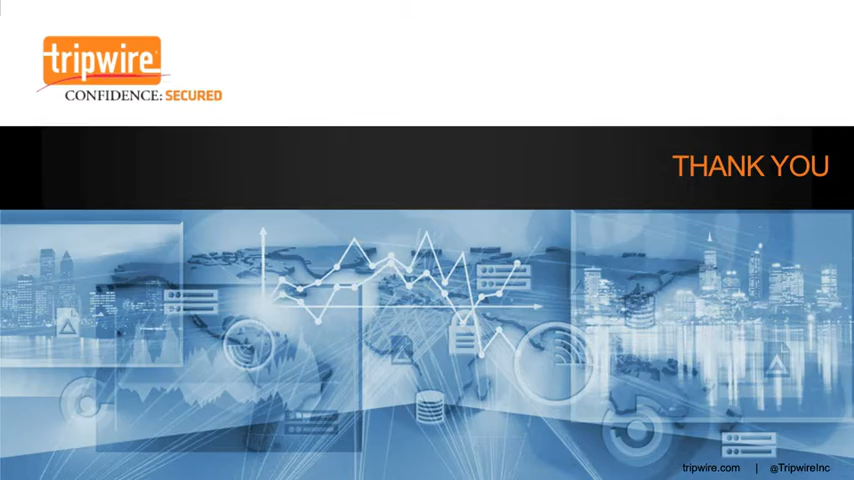 tripwire
CONFIDENCE: SECURED
THANK YOU
tripwire.com | @TripwireInc